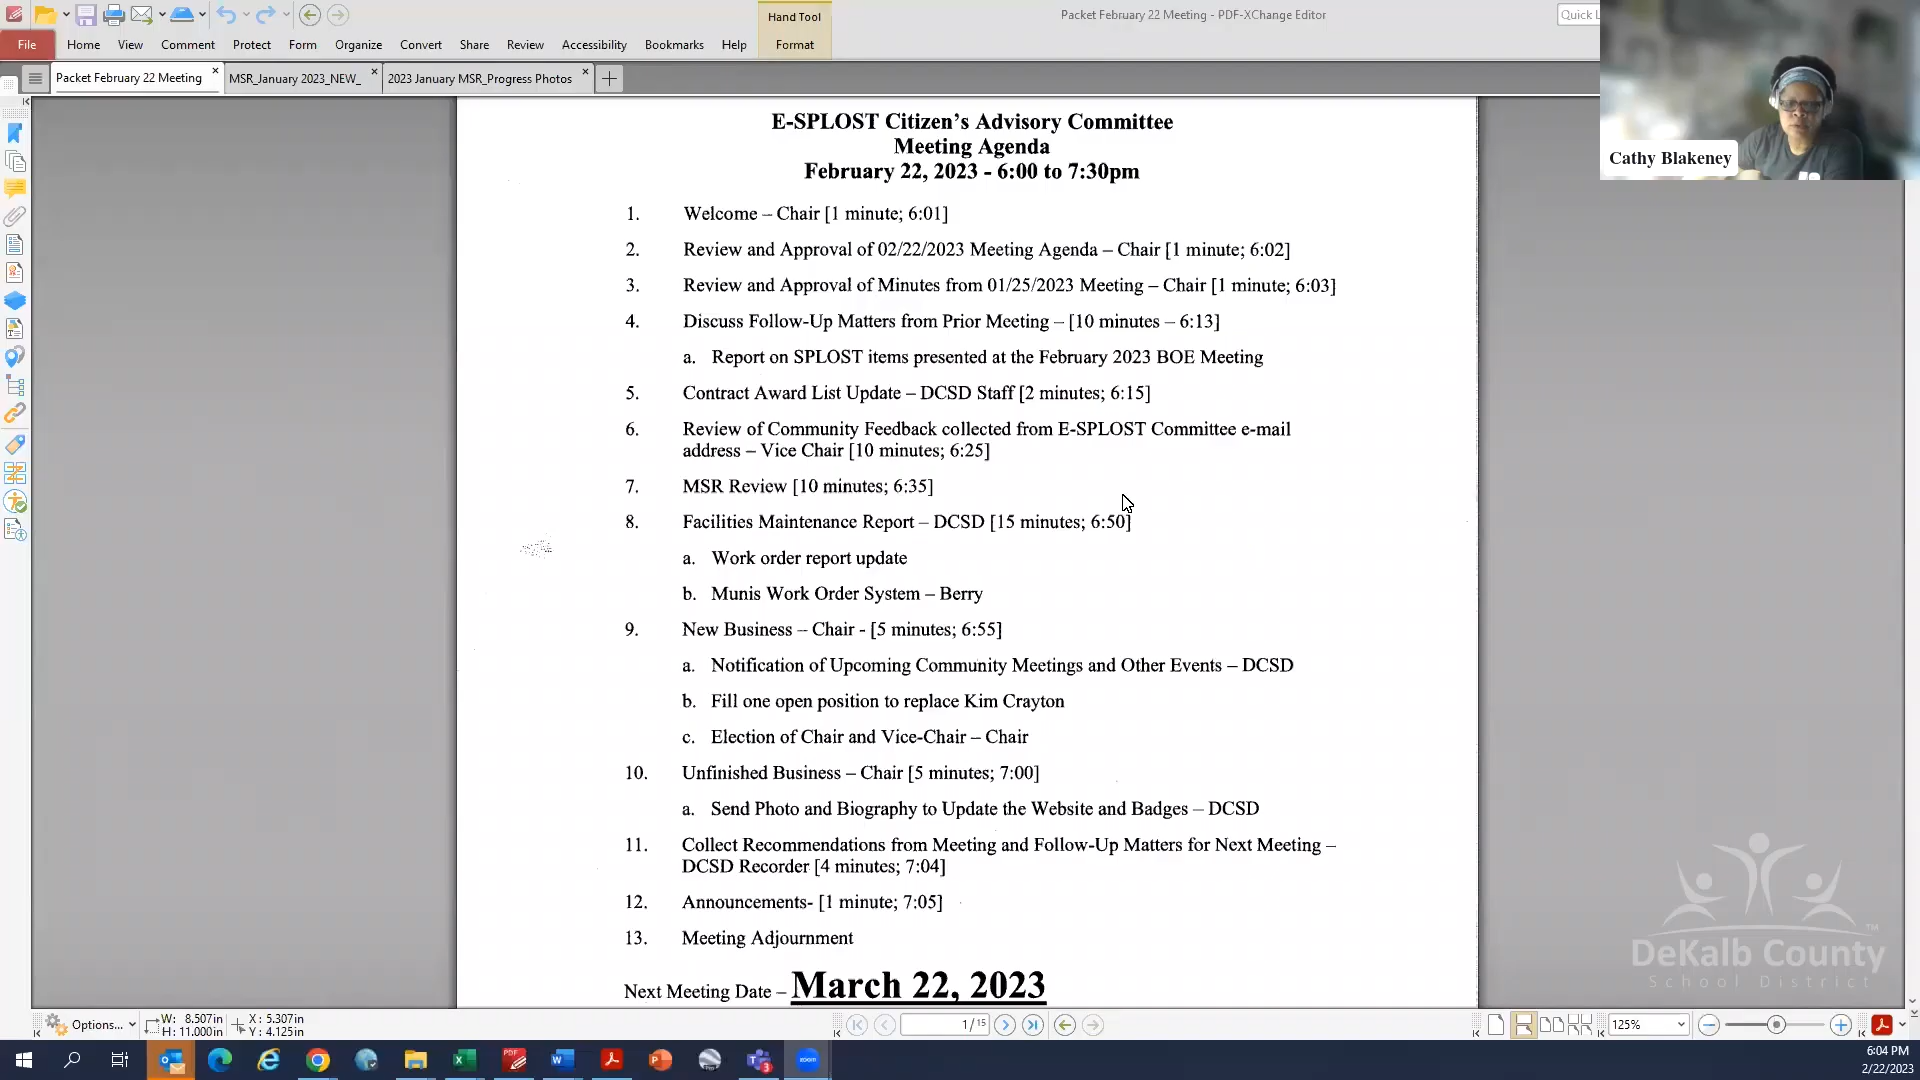 Packet February 22 Meeting - PDF-XChange Editor
Hand Tool
Quick L
File Home View Comment Protect Form Organize Convert Share Review Accessibility Bookmarks Help Format
Packet February 22 Meeting
MSR_January 2023_NEW_
2023 January MSR_Progress Photos
Cathy Blakeney
E-SPLOST Citizen's Advisory Committee
Meeting Agenda
February 22, 2023 - 6:00 to 7:30pm
1. Welcome – Chair [1 minute; 6:01]
2. Review and Approval of 02/22/2023 Meeting Agenda – Chair [1 minute; 6:02]
3. Review and Approval of Minutes from 01/25/2023 Meeting – Chair [1 minute; 6:03]
4. Discuss Follow-Up Matters from Prior Meeting – [10 minutes – 6:13]
a. Report on SPLOST items presented at the February 2023 BOE Meeting
5. Contract Award List Update – DCSD Staff [2 minutes; 6:15]
6. Review of Community Feedback collected from E-SPLOST Committee e-mail
address – Vice Chair [10 minutes; 6:25]
7. MSR Review [10 minutes; 6:35]
8. Facilities Maintenance Report – DCSD [15 minutes; 6:50]
a. Work order report update
b. Munis Work Order System – Berry
9. New Business – Chair - [5 minutes; 6:55]
a. Notification of Upcoming Community Meetings and Other Events – DCSD
b. Fill one open position to replace Kim Crayton
c. Election of Chair and Vice-Chair – Chair
10. Unfinished Business – Chair [5 minutes; 7:00]
a. Send Photo and Biography to Update the Website and Badges – DCSD
11. Collect Recommendations from Meeting and Follow-Up Matters for Next Meeting –
DCSD Recorder [4 minutes; 7:04]
12. Announcements- [1 minute; 7:05]
13. Meeting Adjournment
Next Meeting Date – March 22, 2023
DeKalb County™
School District
Options...
W: 8.507in
H: 11.000in
X: 5.307in
Y: 4.125in
1 / 15
125%
6:04 PM
2/22/2023